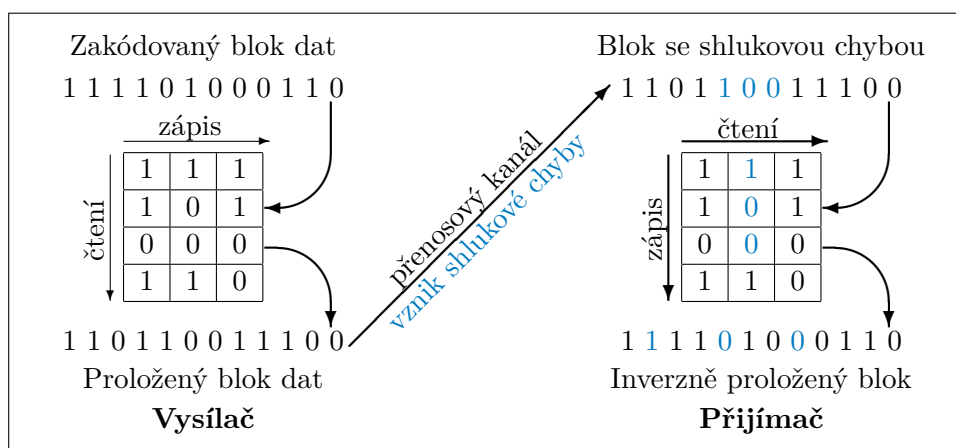 Zakódovaný blok dat
1 1 1 1 0 1 0 0 0 1 1 0
zápis
čtení
1 1 1
1 0 1
0 0 0
1 1 0
1 1 0 1 1 0 0 1 1 1 0 0
Proložený blok dat
Vysílač
přenosový kanál
vznik shlukové chyby
Blok se shlukovou chybou
1 1 0 1 1 0 0 1 1 1 0 0
čtení
zápis
1 1 1
1 0 1
0 0 0
1 1 0
1 1 1 1 0 1 0 0 0 1 1 0
Inverzně proložený blok
Přijímač